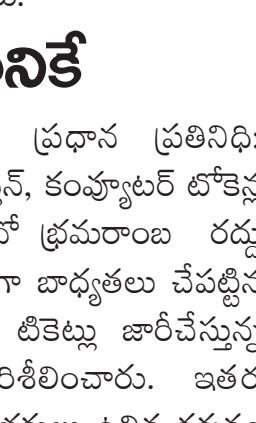 నికే
ప్రధాన ప్రతినిధి:
న్, కంప్యూటర్ టోకెన్ల
భ్రమరాంబ రద్దు
గా బాధ్యతలు చేపట్టిన
టికెట్లు జారీచేస్తున్న
రిశీలించారు. ఇతర